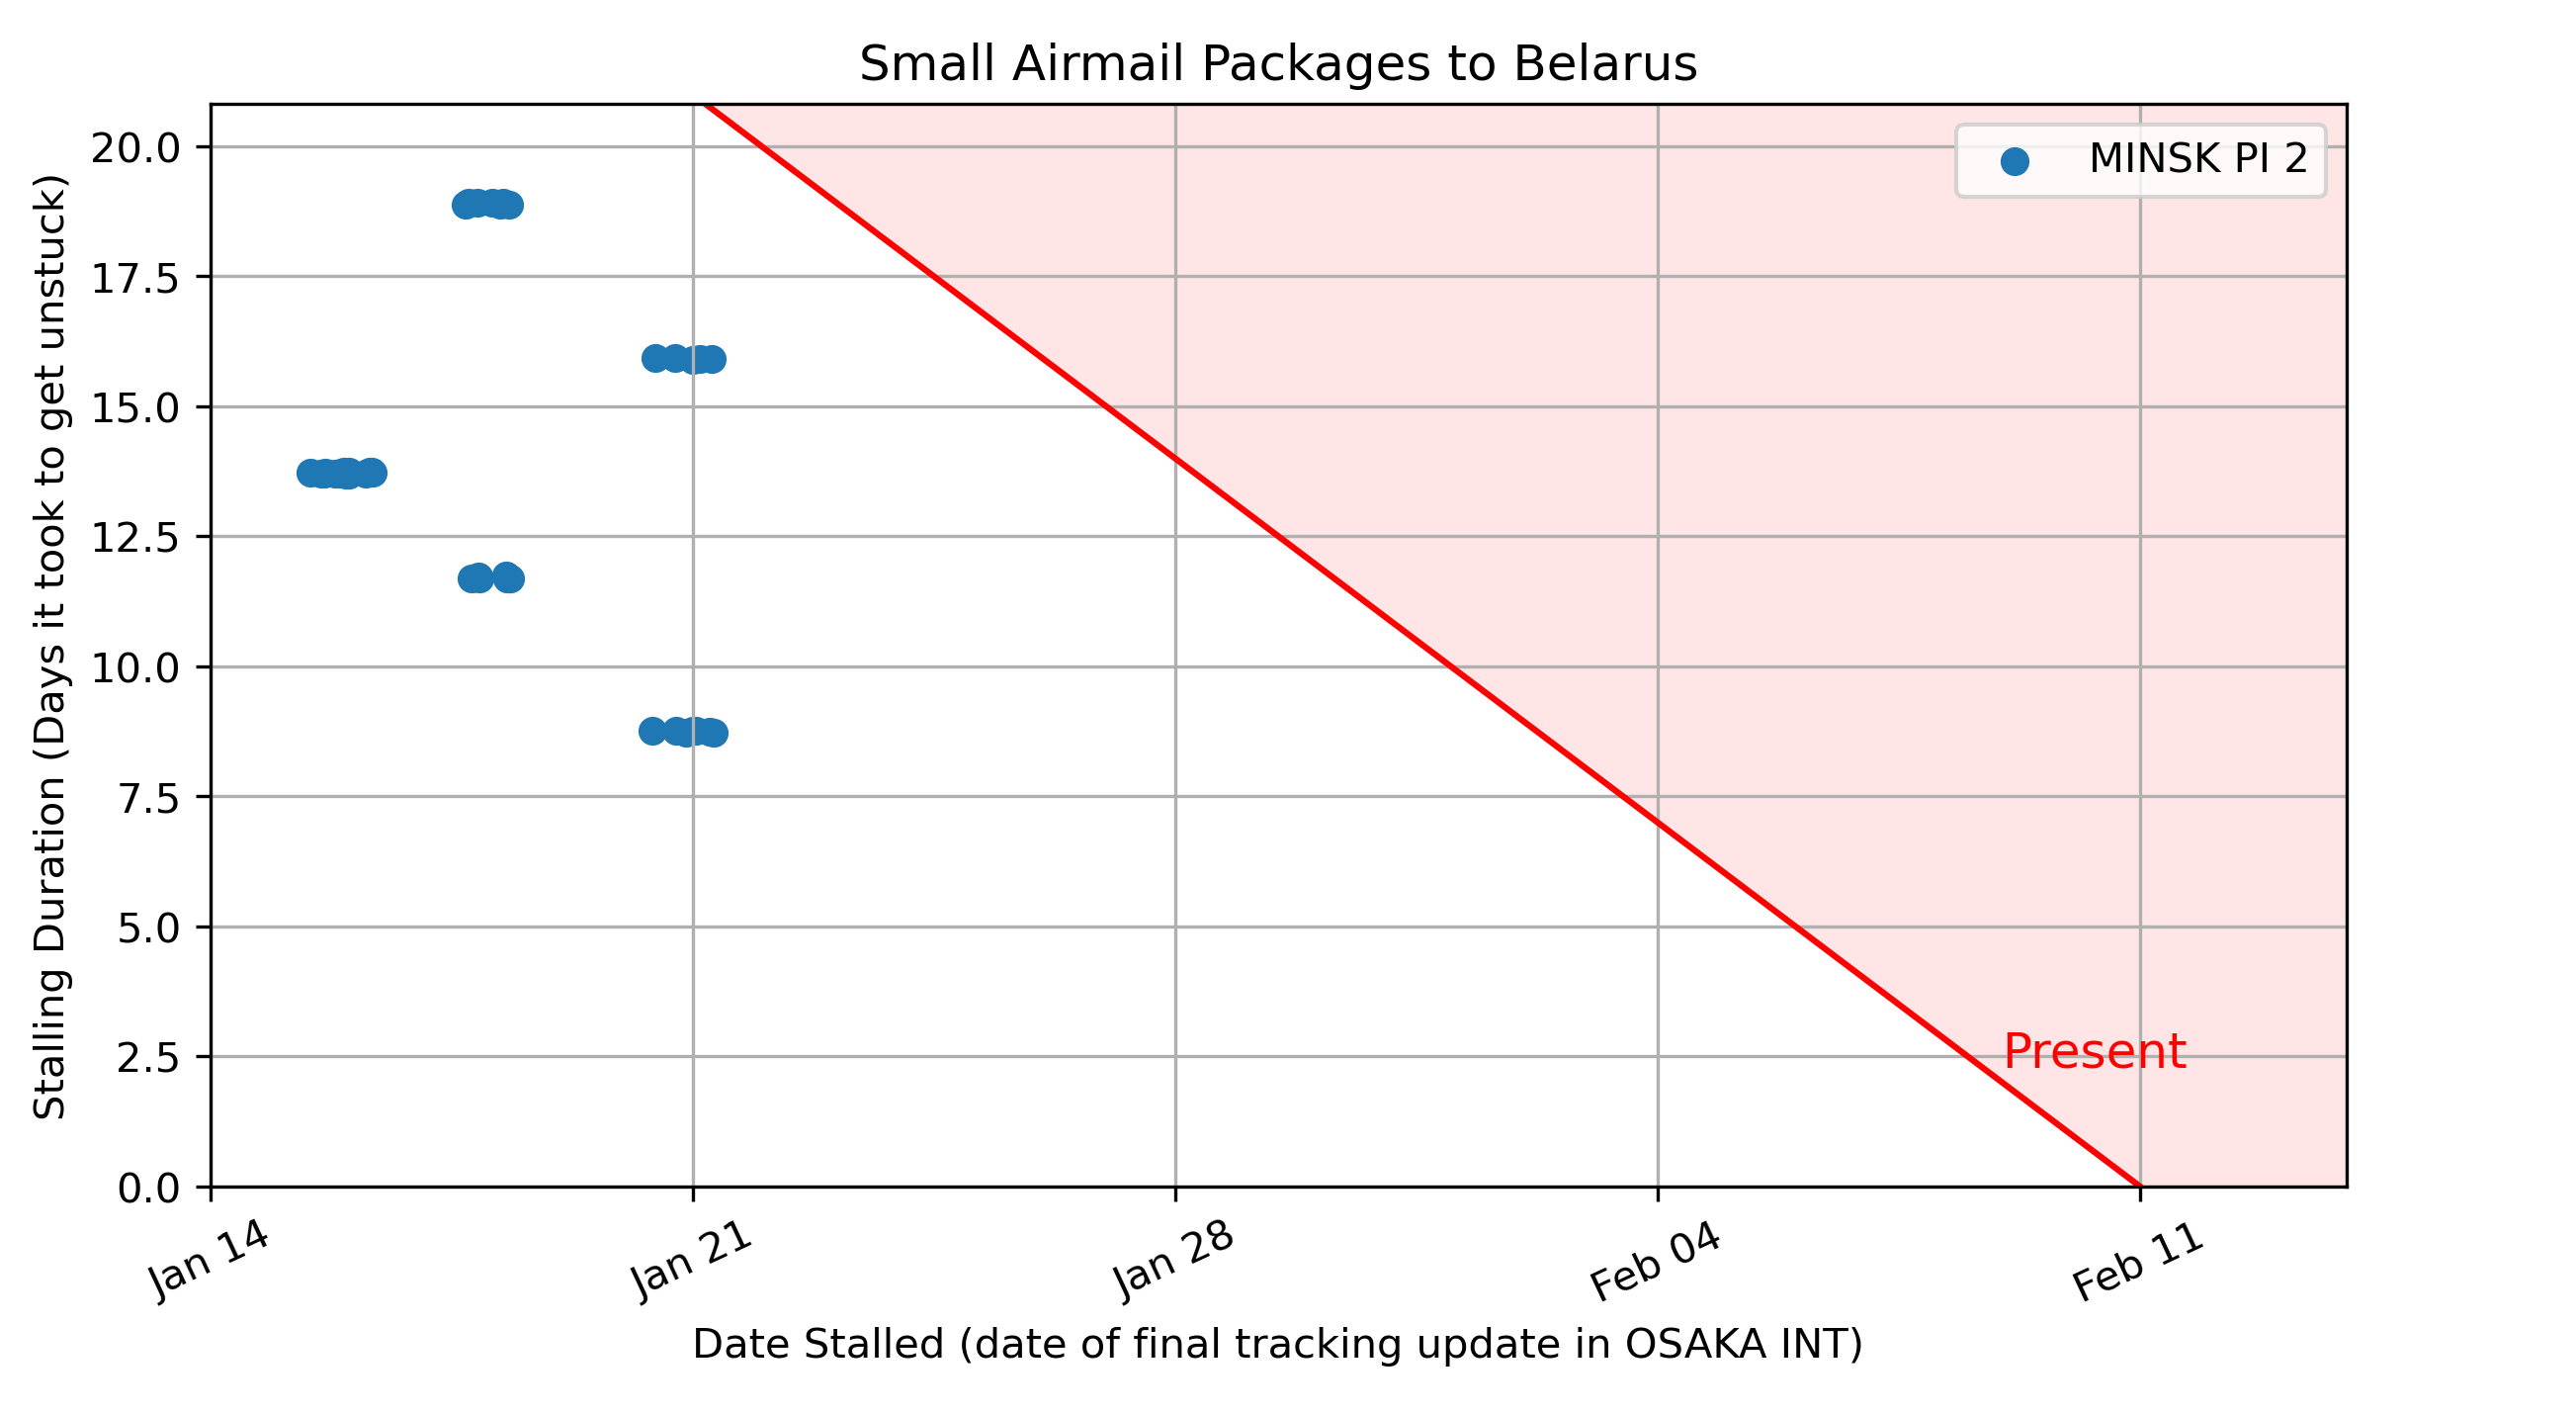 Small Airmail Packages to Belarus
MINSK PI 2
Stalling Duration (Days it took to get unstuck)
20.0
17.5
15.0
12.5
10.0
7.5
5.0
2.5
0.0
Present
Jan 14
Jan 21
Jan 28
Feb 04
Feb 11
Date Stalled (date of final tracking update in OSAKA INT)